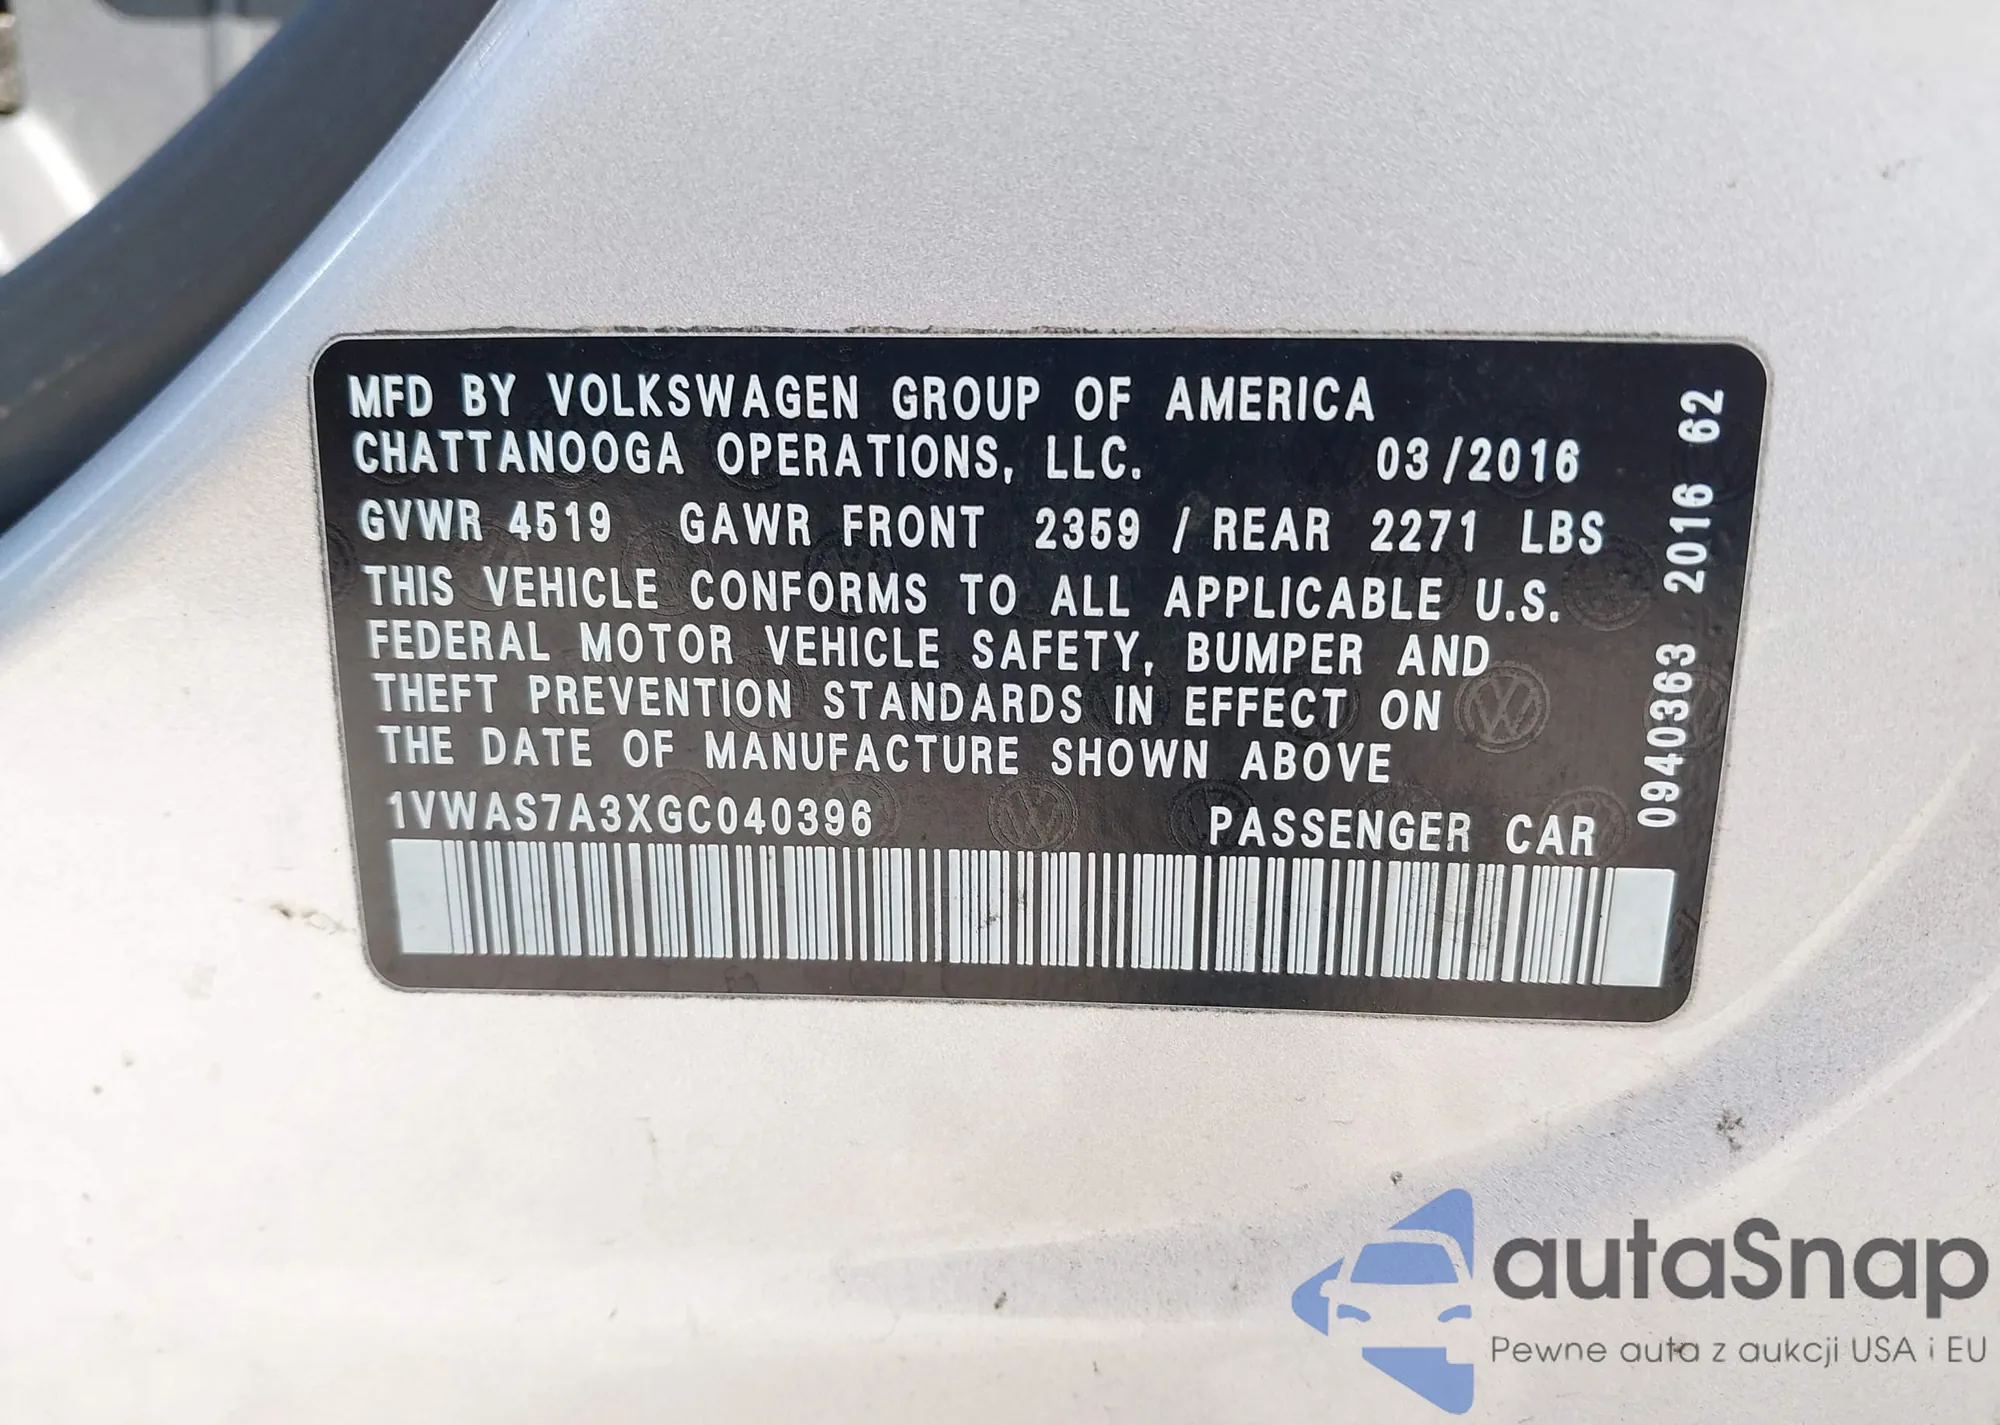 MFD BY VOLKSWAGEN GROUP OF AMERICA
CHATTANOOGA OPERATIONS, LLC. 03/2016
GVWR 4519 GAWR FRONT 2359 / REAR 2271 LBS
THIS VEHICLE CONFORMS TO ALL APPLICABLE U.S.
FEDERAL MOTOR VEHICLE SAFETY, BUMPER AND
THEFT PREVENTION STANDARDS IN EFFECT ON
THE DATE OF MANUFACTURE SHOWN ABOVE
1VWAS7A3XGC040396 PASSENGER CAR
0940363 2016 62
autaSnap
Pewne auta z aukcji USA i EU